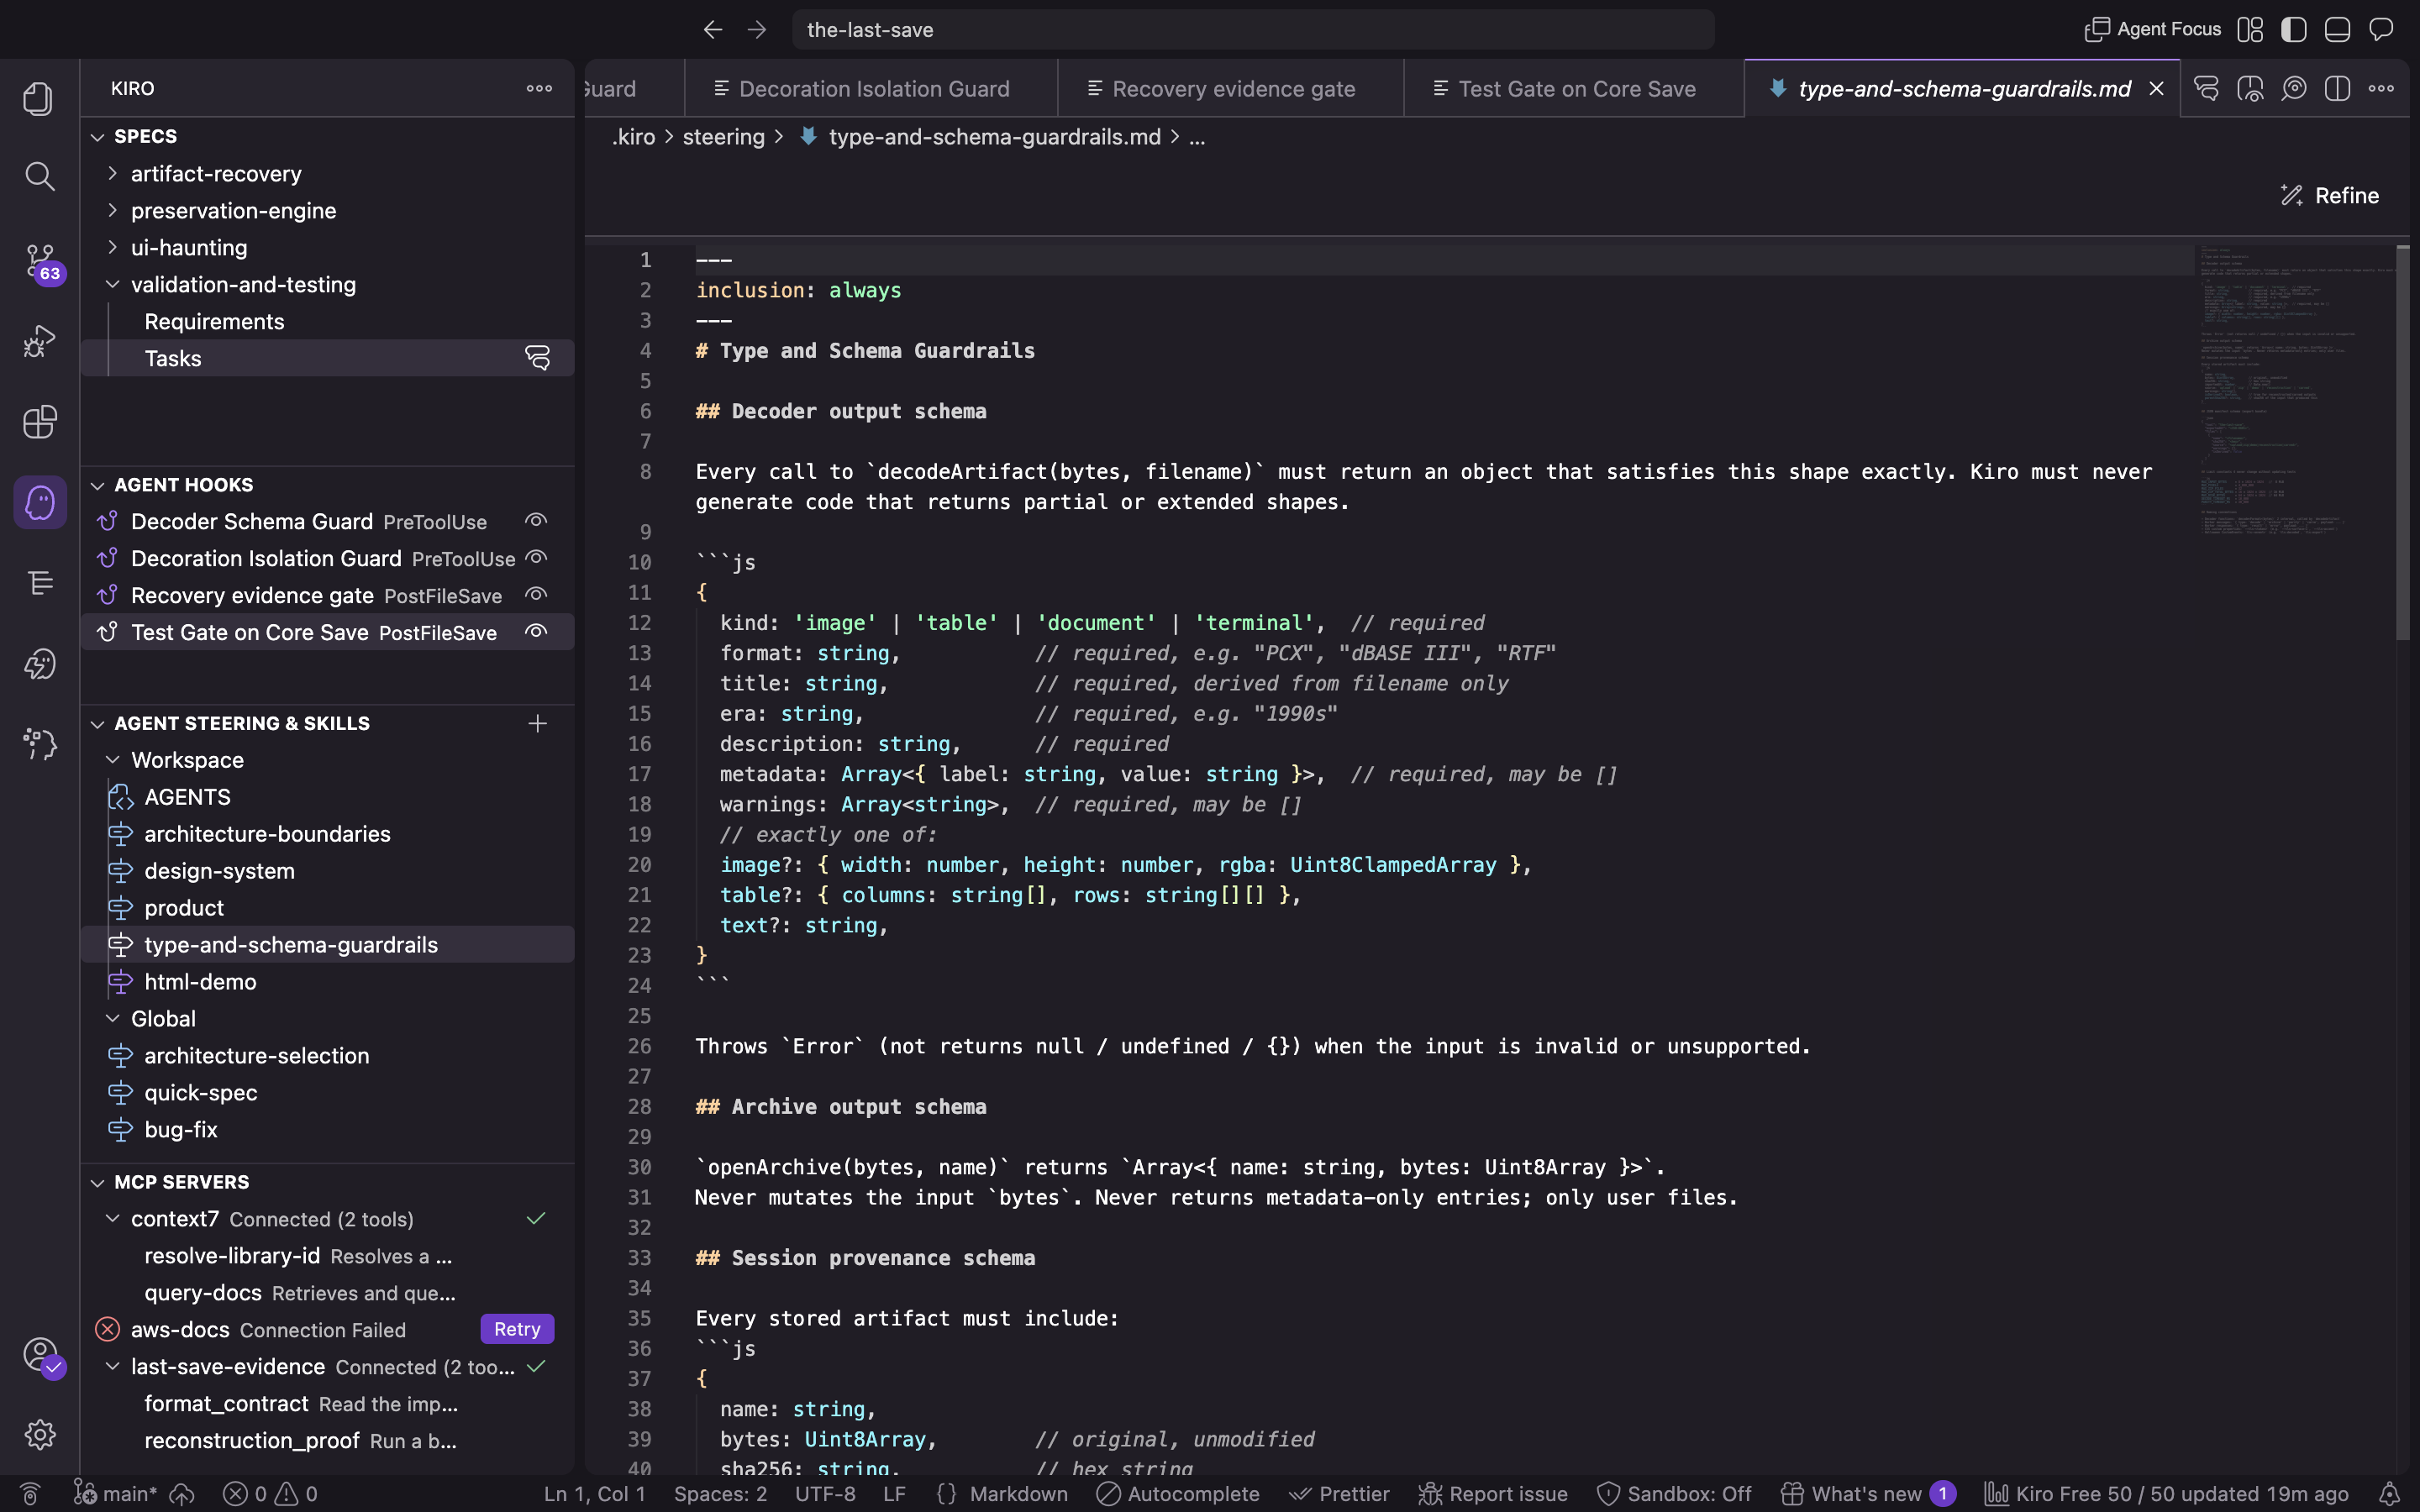 the-last-save
Agent Focus
KIRO
SPECS
artifact-recovery
preservation-engine
ui-haunting
validation-and-testing
Requirements
Tasks
AGENT HOOKS
Decoder Schema Guard PreToolUse
Decoration Isolation Guard PreToolUse
Recovery evidence gate PostFileSave
Test Gate on Core Save PostFileSave
AGENT STEERING & SKILLS
Workspace
AGENTS
architecture-boundaries
design-system
product
type-and-schema-guardrails
html-demo
Global
architecture-selection
quick-spec
bug-fix
MCP SERVERS
context7 Connected (2 tools)
resolve-library-id Resolves a ...
query-docs Retrieves and que...
aws-docs Connection Failed Retry
last-save-evidence Connected (2 too...
format_contract Read the imp...
reconstruction_proof Run a b...
63
Guard
Decoration Isolation Guard
Recovery evidence gate
Test Gate on Core Save
type-and-schema-guardrails.md
.kiro > steering > type-and-schema-guardrails.md > ...
Refine
1 ---
2 inclusion: always
3 ---
4 # Type and Schema Guardrails
5
6 ## Decoder output schema
7
8 Every call to `decodeArtifact(bytes, filename)` must return an object that satisfies this shape exactly. Kiro must never
generate code that returns partial or extended shapes.
9
10 ```js
11 {
12 kind: 'image' | 'table' | 'document' | 'terminal', // required
13 format: string, // required, e.g. "PCX", "dBASE III", "RTF"
14 title: string, // required, derived from filename only
15 era: string, // required, e.g. "1990s"
16 description: string, // required
17 metadata: Array<{ label: string, value: string }>, // required, may be []
18 warnings: Array<string>, // required, may be []
19 // exactly one of:
20 image?: { width: number, height: number, rgba: Uint8ClampedArray },
21 table?: { columns: string[], rows: string[][] },
22 text?: string,
23 }
24 ```
25
26 Throws `Error` (not returns null / undefined / {}) when the input is invalid or unsupported.
27
28 ## Archive output schema
29
30 `openArchive(bytes, name)` returns `Array<{ name: string, bytes: Uint8Array }>`.
31 Never mutates the input `bytes`. Never returns metadata-only entries; only user files.
32
33 ## Session provenance schema
34
35 Every stored artifact must include:
36 ```js
37 {
38 name: string,
39 bytes: Uint8Array, // original, unmodified
40 sha256: string, // hex string
main* 0 0
Ln 1, Col 1 Spaces: 2 UTF-8 LF {} Markdown Autocomplete Prettier Report issue Sandbox: Off What's new 1 Kiro Free 50 / 50 updated 19m ago